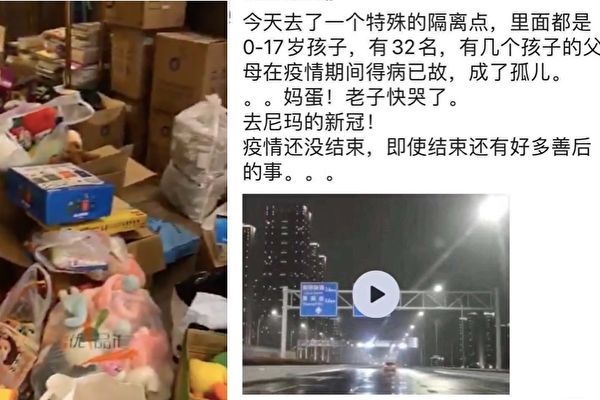 今天去了一个特殊的隔离点，里面都是
0-17岁孩子，有32名，有几个孩子的父
母在疫情期间得病已故，成了孤儿。
。。妈蛋！老子快哭了。
去尼玛的新冠！
疫情还没结束，即使结束还有好多善后
的事。。。
优品汇